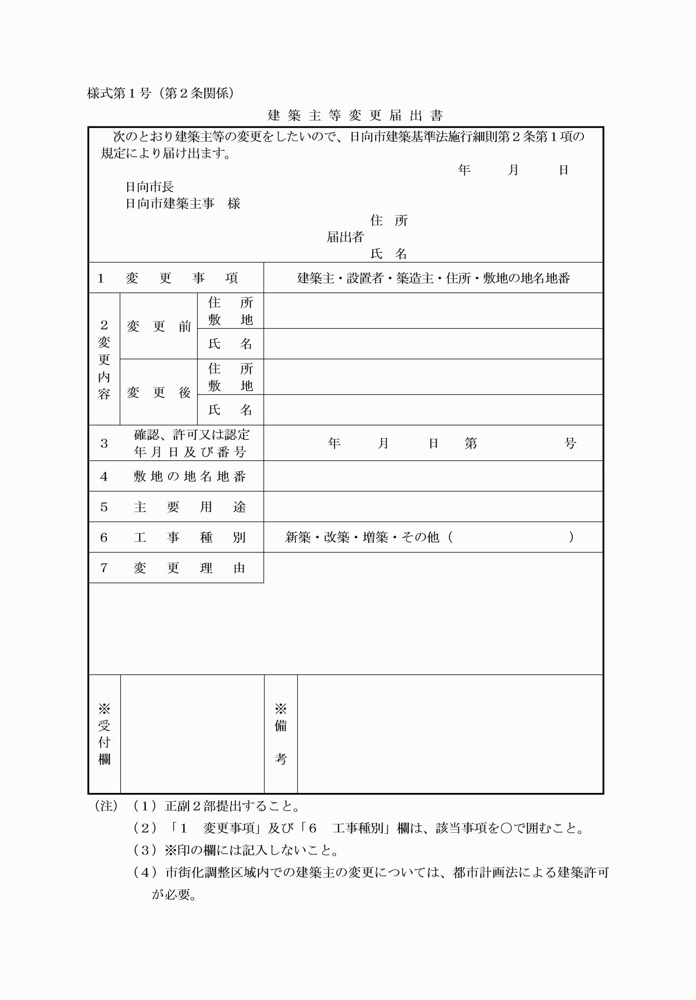 様式第１号（第２条関係）
建築主等変更届出書
次のとおり建築主等の変更をしたいので、日向市建築基準法施行細則第２条第１項の
規定により届け出ます。
年　月　日
日向市長
日向市建築主事　様
住　所
届出者
氏　名
１　変更事項　建築主・設置者・築造主・住所・敷地の地名地番
２変更内容
変更前
住所
敷地
氏名
変更後
住所
敷地
氏名
３　確認、許可又は認定
年月日及び番号
年　月　日　第　号
４　敷地の地名地番
５　主要用途
６　工事種別　新築・改築・増築・その他（　）
７　変更理由
※受付欄
※備考
（注）（１）正副２部提出すること。
（２）「１　変更事項」及び「６　工事種別」欄は、該当事項を○で囲むこと。
（３）※印の欄には記入しないこと。
（４）市街化調整区域内での建築主の変更については、都市計画法による建築許可
が必要。